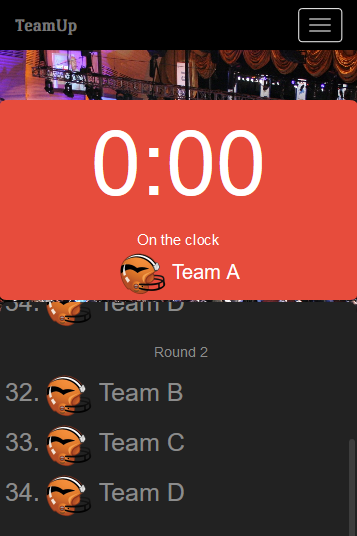 TeamUp
0:00
On the clock
Team A
34. Team D
Round 2
32. Team B
33. Team C
34. Team D